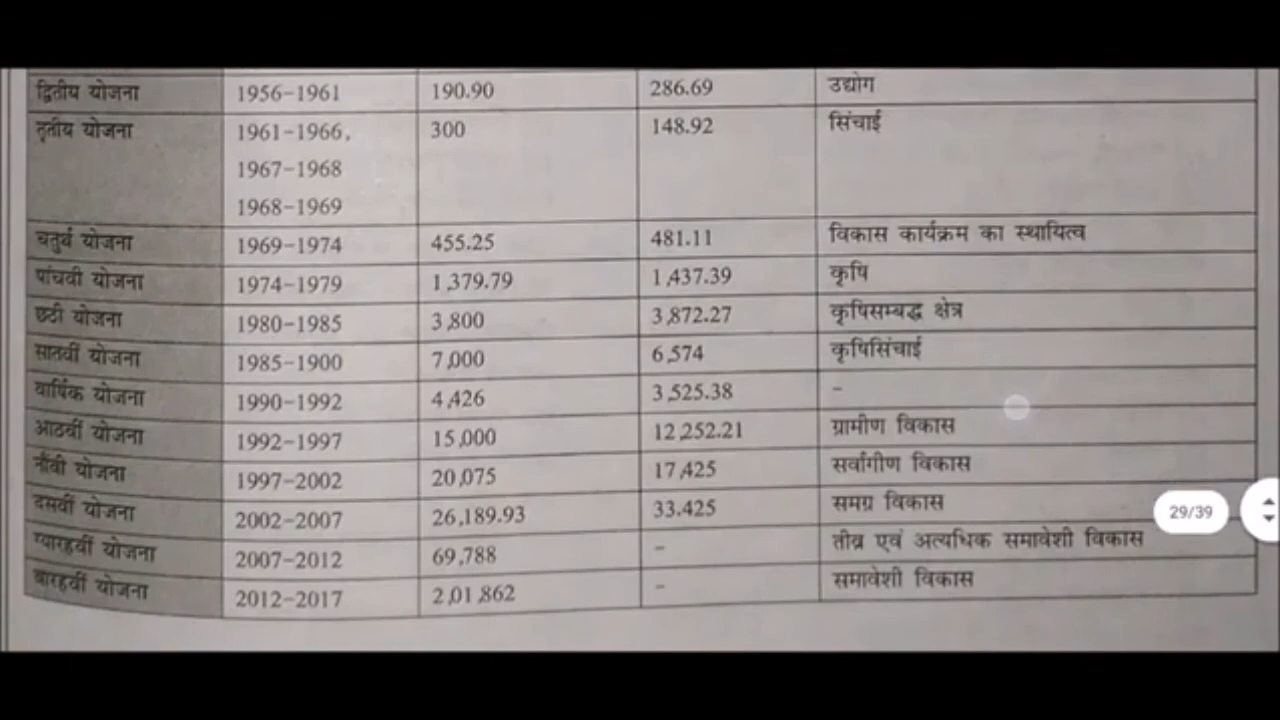 द्वितीय योजना 1956-1961 190.90 286.69 उद्योग
तृतीय योजना 1961-1966, 300 148.92 सिंचाई
1967-1968
1968-1969
चतुर्थ योजना 1969-1974 455.25 481.11 विकास कार्यक्रम का स्थायित्व
पांचवी योजना 1974-1979 1,379.79 1,437.39 कृषि
छठी योजना 1980-1985 3,800 3,872.27 कृषिसम्बद्ध क्षेत्र
सातवीं योजना 1985-1900 7,000 6,574 कृषिसिंचाई
वार्षिक योजना 1990-1992 4,426 3,525.38 -
आठवीं योजना 1992-1997 15,000 12,252.21 ग्रामीण विकास
नौवीं योजना 1997-2002 20,075 17,425 सर्वांगीण विकास
दसवीं योजना 2002-2007 26,189.93 33.425 समग्र विकास
ग्यारहवीं योजना 2007-2012 69,788 - तीव्र एवं अत्यधिक समावेशी विकास
बारहवीं योजना 2012-2017 2,01,862 - समावेशी विकास
29/39